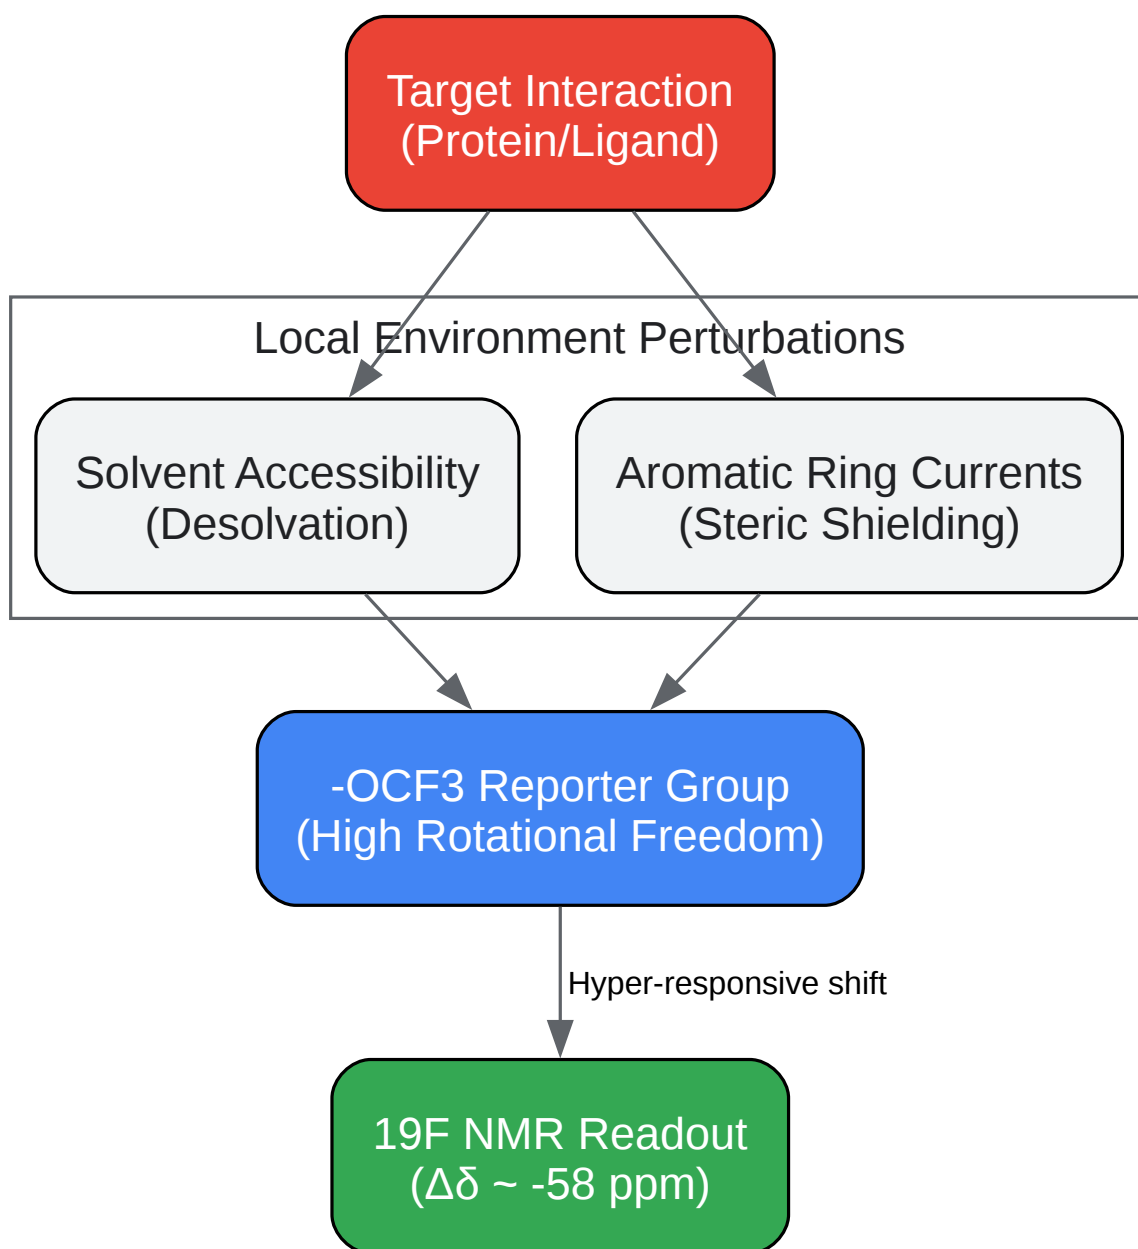 Target Interaction
(Protein/Ligand)
Local Environment Perturbations
Solvent Accessibility
(Desolvation)
Aromatic Ring Currents
(Steric Shielding)
-OCF3 Reporter Group
(High Rotational Freedom)
Hyper-responsive shift
19F NMR Readout
(Δδ ~ -58 ppm)